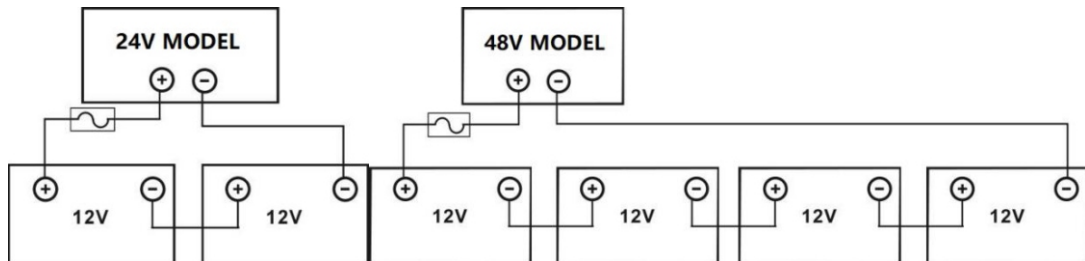 24V MODEL
48V MODEL
+ −
+ −
+ − + − + − + − + − + −
12V 12V 12V 12V 12V 12V